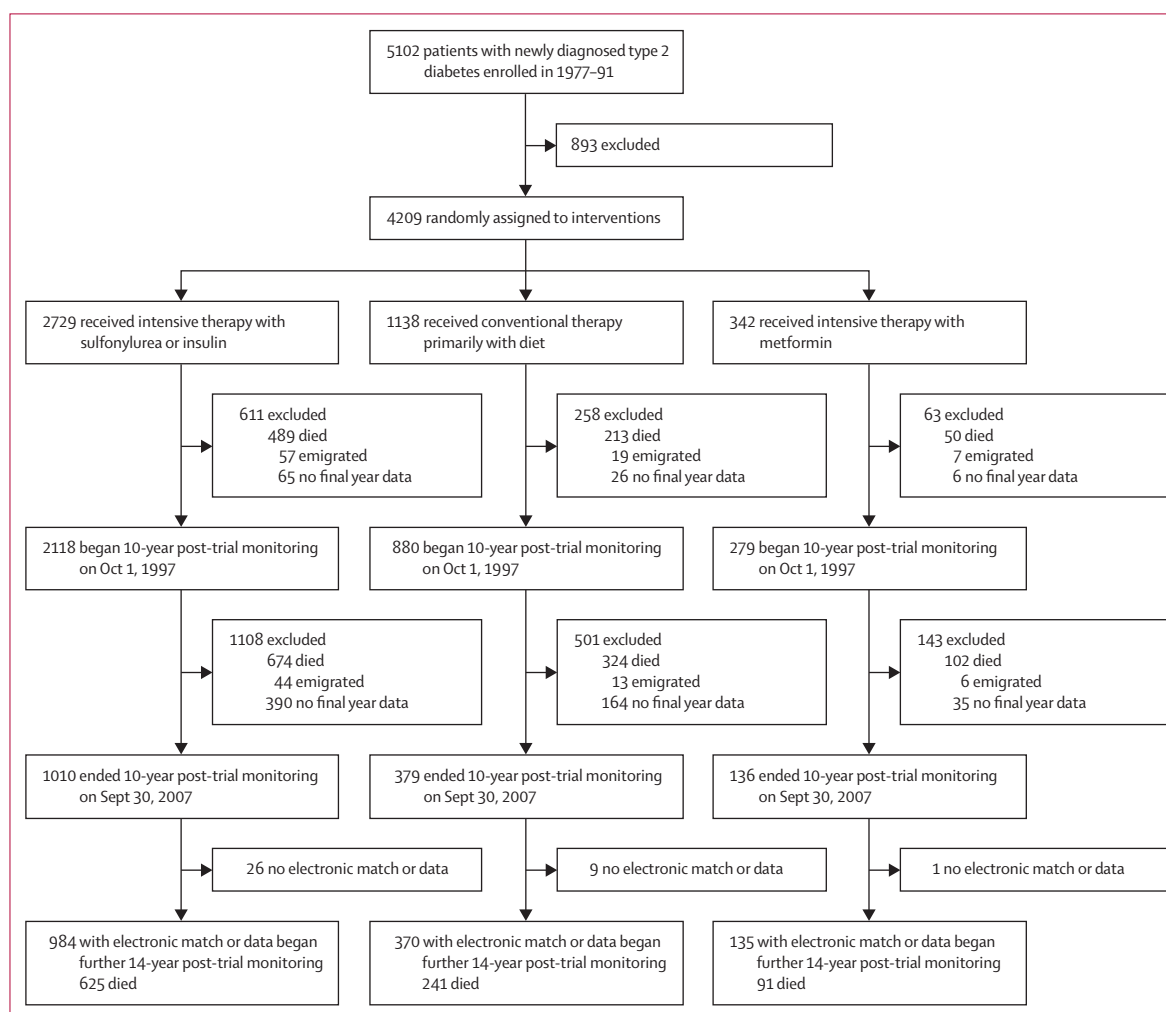 5102 patients with newly diagnosed type 2
diabetes enrolled in 1977–91
893 excluded
4209 randomly assigned to interventions
2729 received intensive therapy with
sulfonylurea or insulin
1138 received conventional therapy
primarily with diet
342 received intensive therapy with
metformin
611 excluded
489 died
57 emigrated
65 no final year data
258 excluded
213 died
19 emigrated
26 no final year data
63 excluded
50 died
7 emigrated
6 no final year data
2118 began 10-year post-trial monitoring
on Oct 1, 1997
880 began 10-year post-trial monitoring
on Oct 1, 1997
279 began 10-year post-trial monitoring
on Oct 1, 1997
1108 excluded
674 died
44 emigrated
390 no final year data
501 excluded
324 died
13 emigrated
164 no final year data
143 excluded
102 died
6 emigrated
35 no final year data
1010 ended 10-year post-trial monitoring
on Sept 30, 2007
379 ended 10-year post-trial monitoring
on Sept 30, 2007
136 ended 10-year post-trial monitoring
on Sept 30, 2007
26 no electronic match or data
9 no electronic match or data
1 no electronic match or data
984 with electronic match or data began
further 14-year post-trial monitoring
625 died
370 with electronic match or data began
further 14-year post-trial monitoring
241 died
135 with electronic match or data began
further 14-year post-trial monitoring
91 died